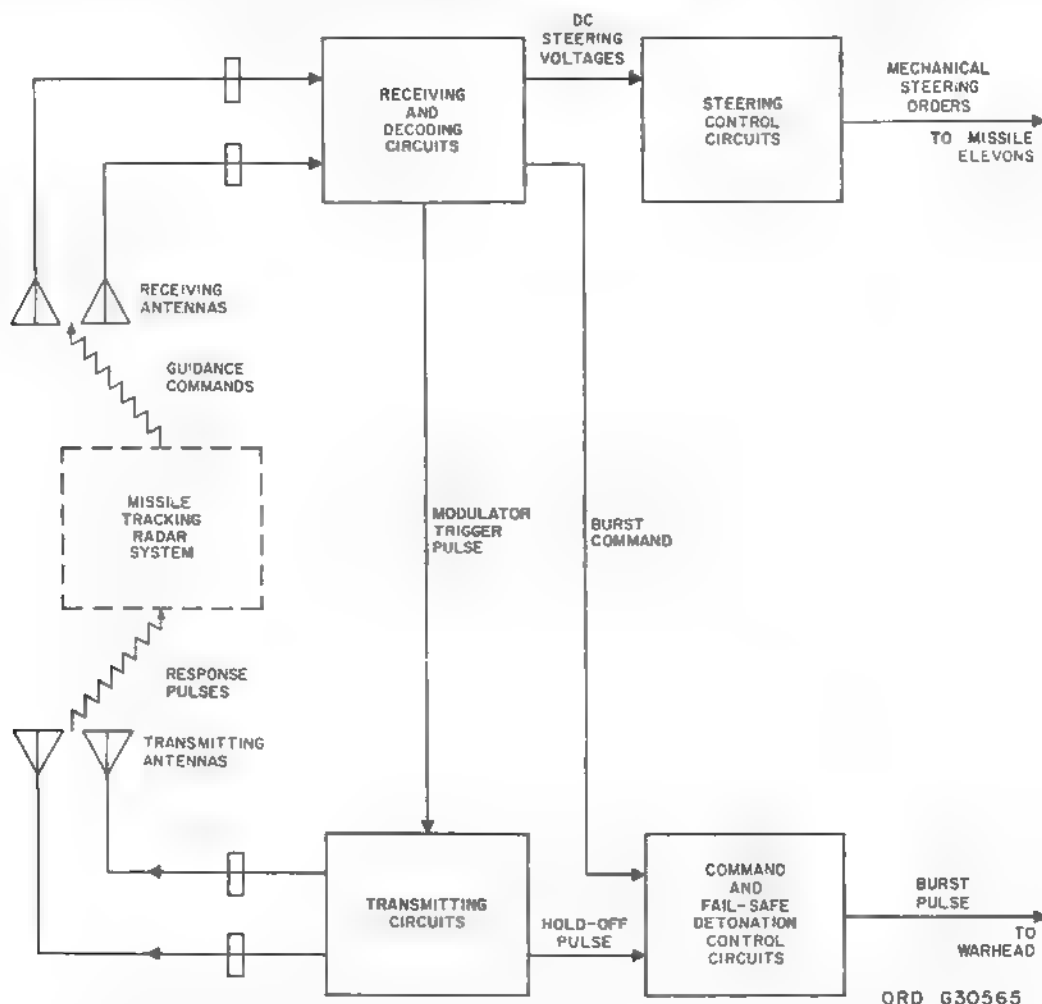 DC
STEERING
VOLTAGES
RECEIVING
AND
DECODING
CIRCUITS
STEERING
CONTROL
CIRCUITS
MECHANICAL
STEERING
ORDERS
TO MISSILE
ELEVONS
RECEIVING
ANTENNAS
GUIDANCE
COMMANDS
MISSILE
TRACKING
RADAR
SYSTEM
MODULATOR
TRIGGER
PULSE
BURST
COMMAND
RESPONSE
PULSES
TRANSMITTING
ANTENNAS
TRANSMITTING
CIRCUITS
HOLD-OFF
PULSE
COMMAND
AND
FAIL-SAFE
DETONATION
CONTROL
CIRCUITS
BURST
PULSE
TO
WARHEAD
ORD G30565